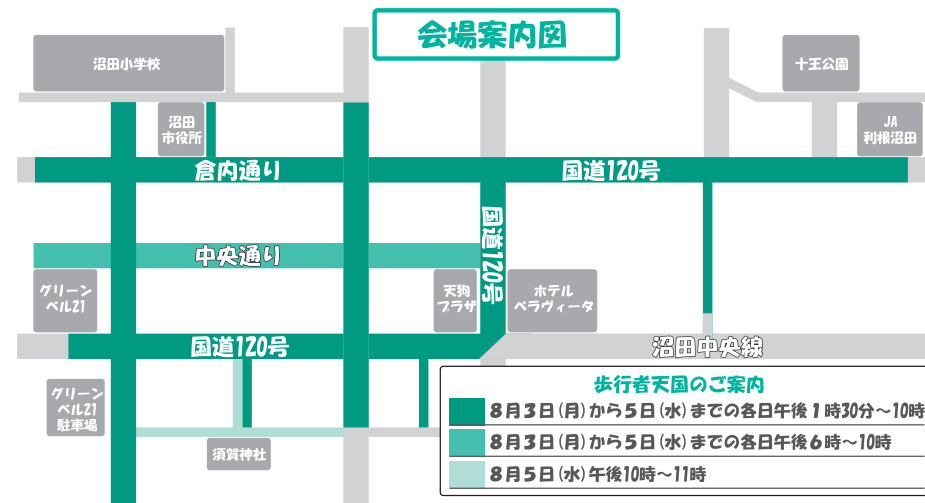 会場案内図
沼田小学校
十王公園
沼田
市役所
JA
利根沼田
倉内通り
国道120号
国道120号
中央通り
グリーン
ベル21
天狗
プラザ
ホテル
ベラヴィータ
国道120号
沼田中央線
グリーン
ベル21
駐車場
須賀神社
歩行者天国のご案内
8月3日(月)から5日(水)までの各日午後1時30分～10時
8月3日(月)から5日(水)までの各日午後6時～10時
8月5日(水)午後10時～11時